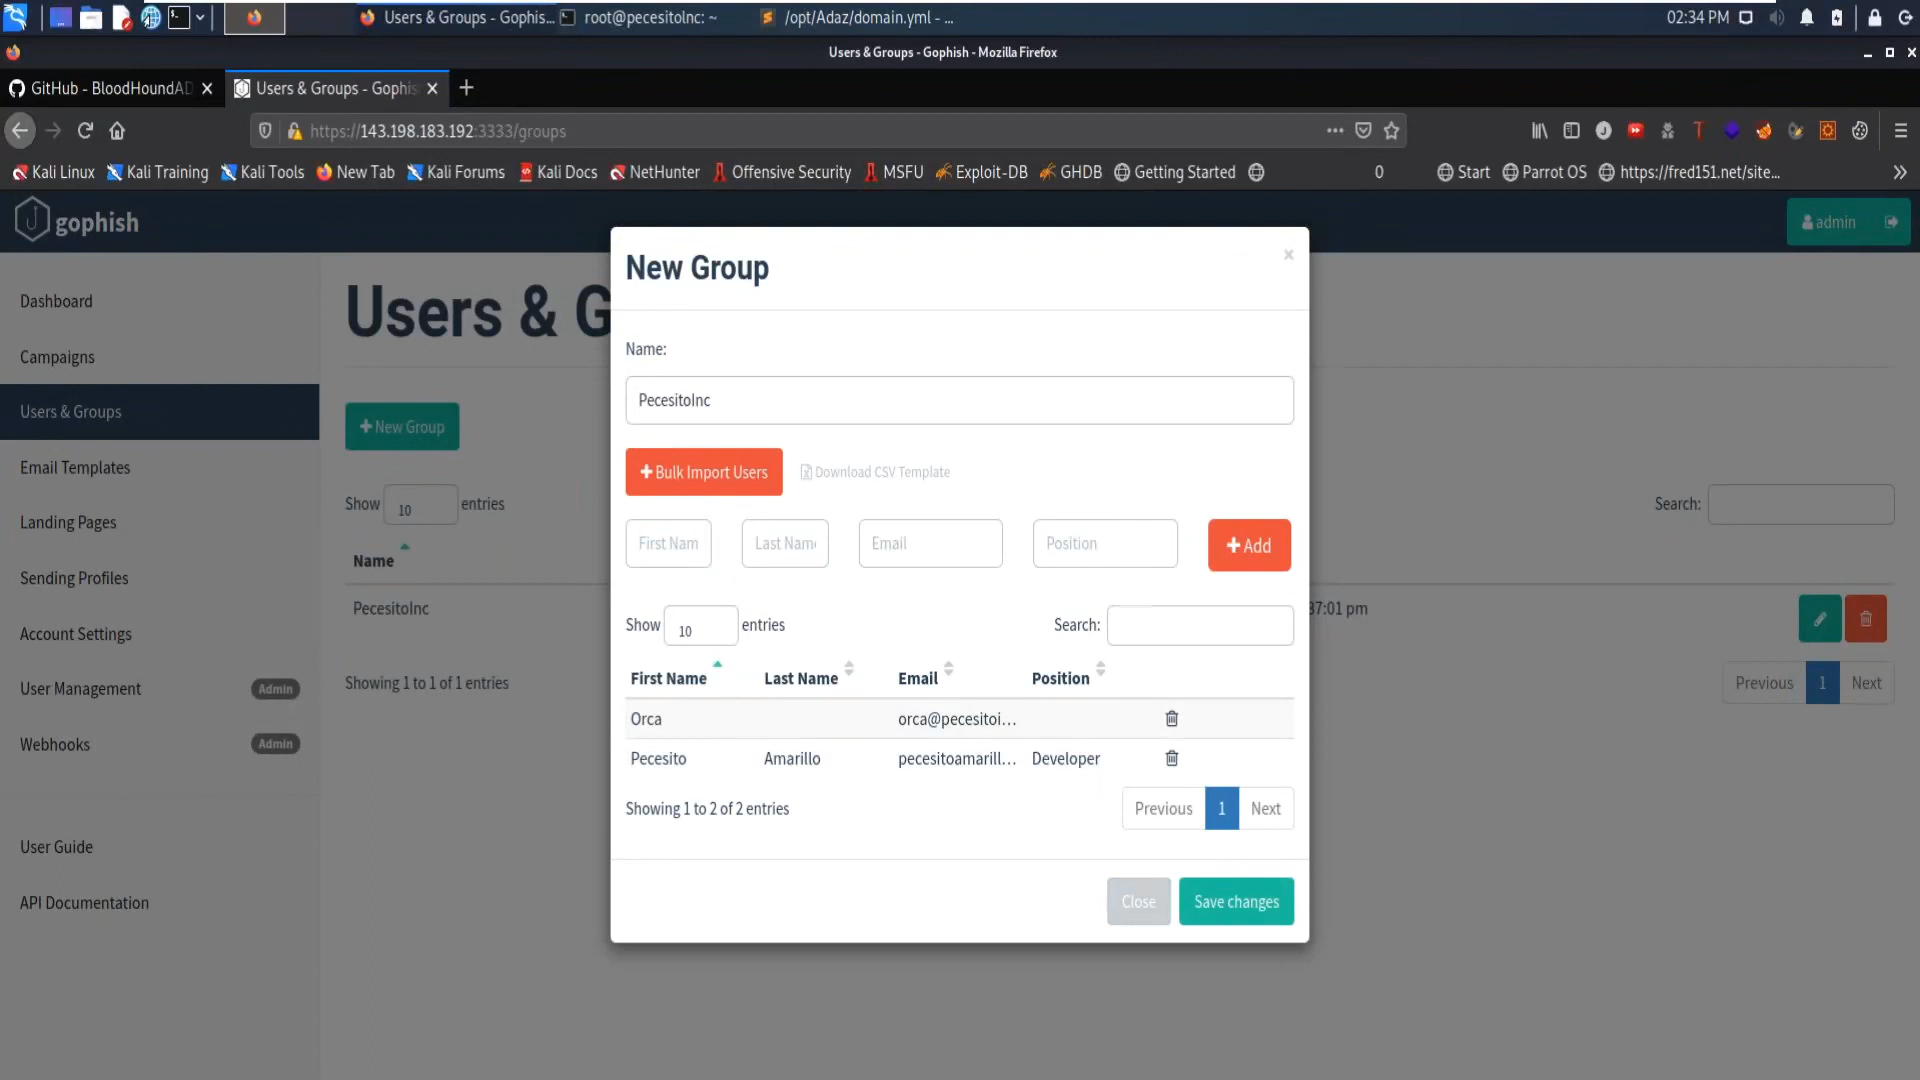 Users & Groups - Gophis... root@pecesitoInc: ~ /opt/Adaz/domain.yml - ... 02:34 PM
Users & Groups - Gophish - Mozilla Firefox
GitHub - BloodHoundAD Users & Groups - Gophis
https://143.198.183.192:3333/groups
Kali Linux Kali Training Kali Tools New Tab Kali Forums Kali Docs NetHunter Offensive Security MSFU Exploit-DB GHDB Getting Started 0 Start Parrot OS https://fred151.net/site...
gophish admin
New Group
Dashboard
Users & G
Name:
Campaigns
PecesitoInc
Users & Groups
New Group
Email Templates
Bulk Import Users Download CSV Template
Show 10 entries Search:
Landing Pages
First Nam Last Name Email Position Add
Name
Sending Profiles
PecesitoInc 37:01 pm
Show 10 entries Search:
Account Settings
First Name Last Name Email Position
User Management Admin
Showing 1 to 1 of 1 entries Previous 1 Next
Orca orca@pecesitoi...
Webhooks Admin
Pecesito Amarillo pecesitoamarill... Developer
Showing 1 to 2 of 2 entries Previous 1 Next
User Guide
API Documentation
Close Save changes